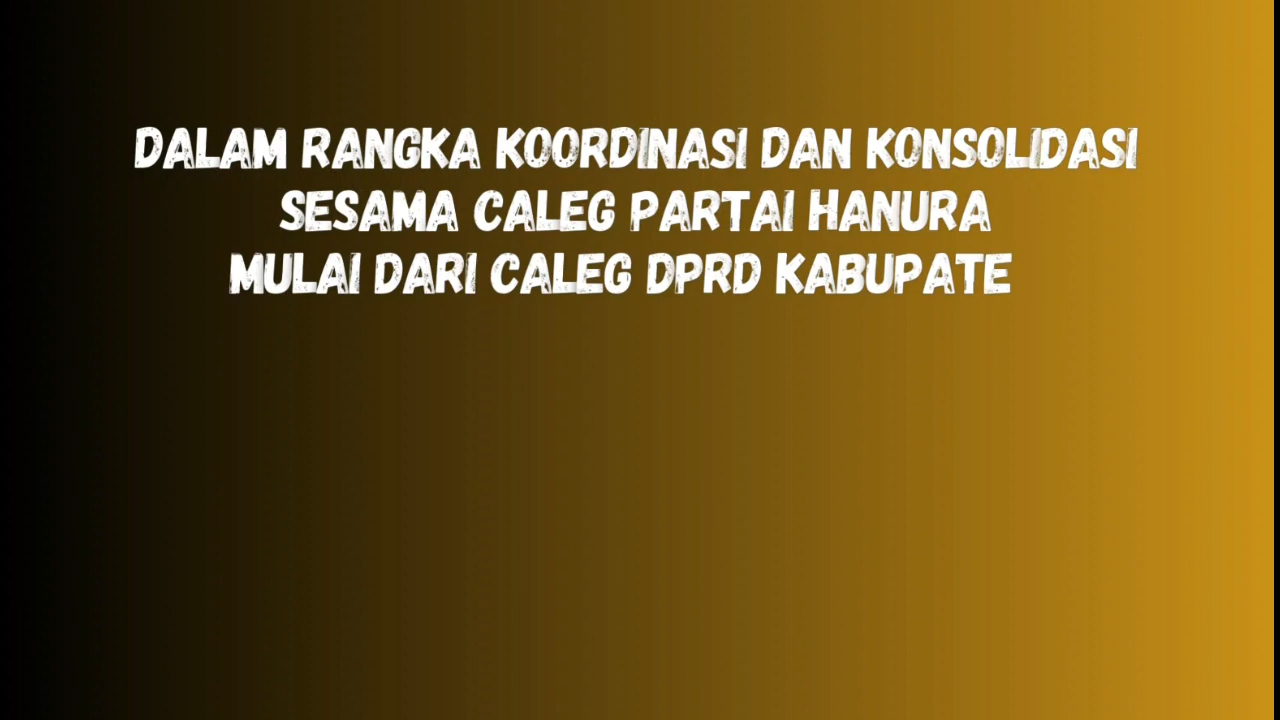 DALAM RANGKA KOORDINASI DAN KONSOLIDASI
SESAMA CALEG PARTAI HANURA
MULAI DARI CALEG DPRD KABUPATE